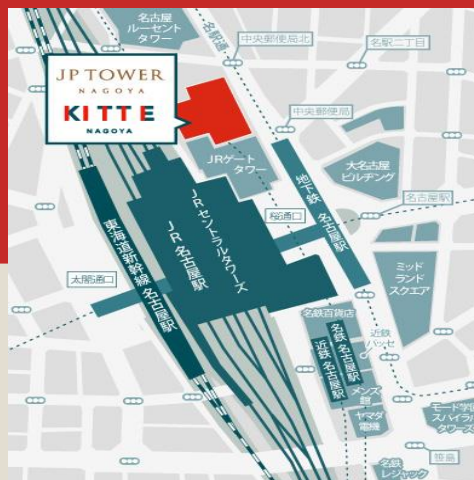 名古屋
ルーセント
タワー
名駅通
中央郵便局北
名駅二丁目
JP TOWER
NAGOYA
KITTE
NAGOYA
中央郵便局
JRゲート
タワー
大名古屋
ビルヂング
地下鉄 名古屋駅
名古屋駅
桜通口
JRセントラルタワーズ
JR名古屋駅
東海道新幹線 名古屋駅
太閤通口
ミッド
ランド
スクエア
名鉄百貨店
近鉄
パッセ
名鉄 名古屋駅
近鉄 名古屋駅
メンズ
館
ヤマダ
電機
モード学園
スパイラル
タワーズ
笹島
名鉄
レジャック